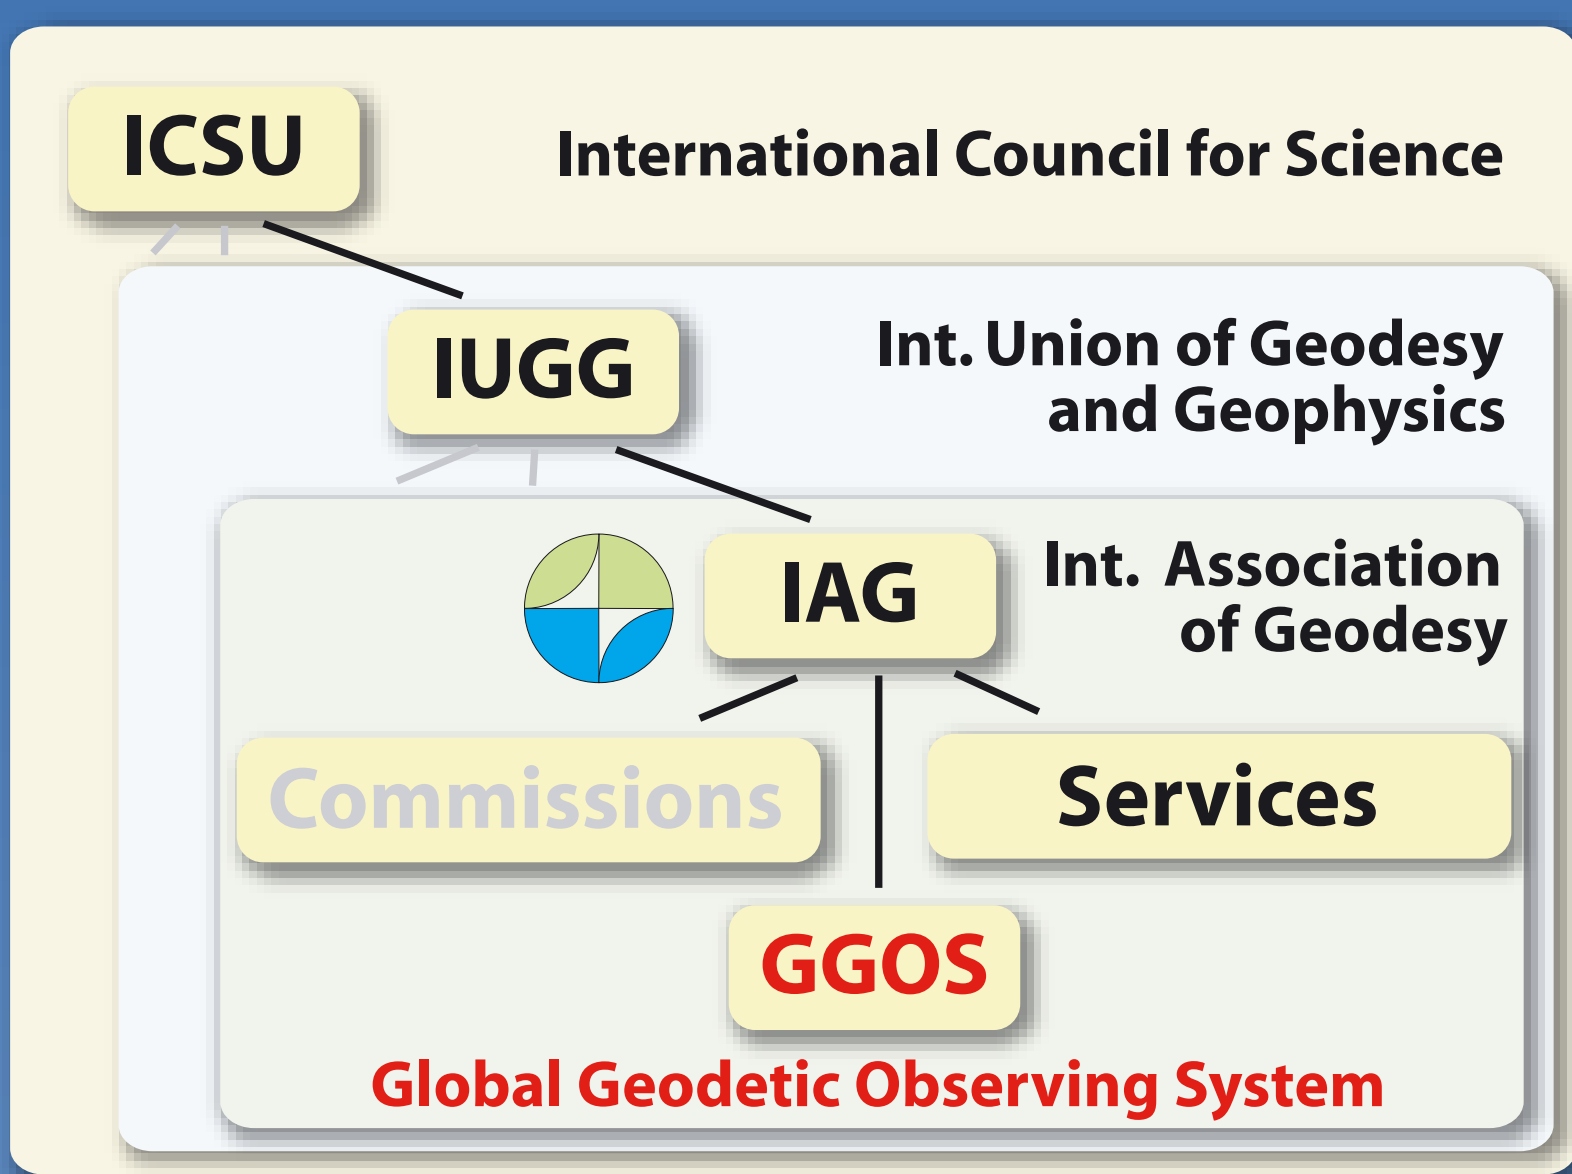 ICSU
International Council for Science
IUGG
Int. Union of Geodesy
and Geophysics
IAG
Int. Association
of Geodesy
Commissions
Services
GGOS
Global Geodetic Observing System